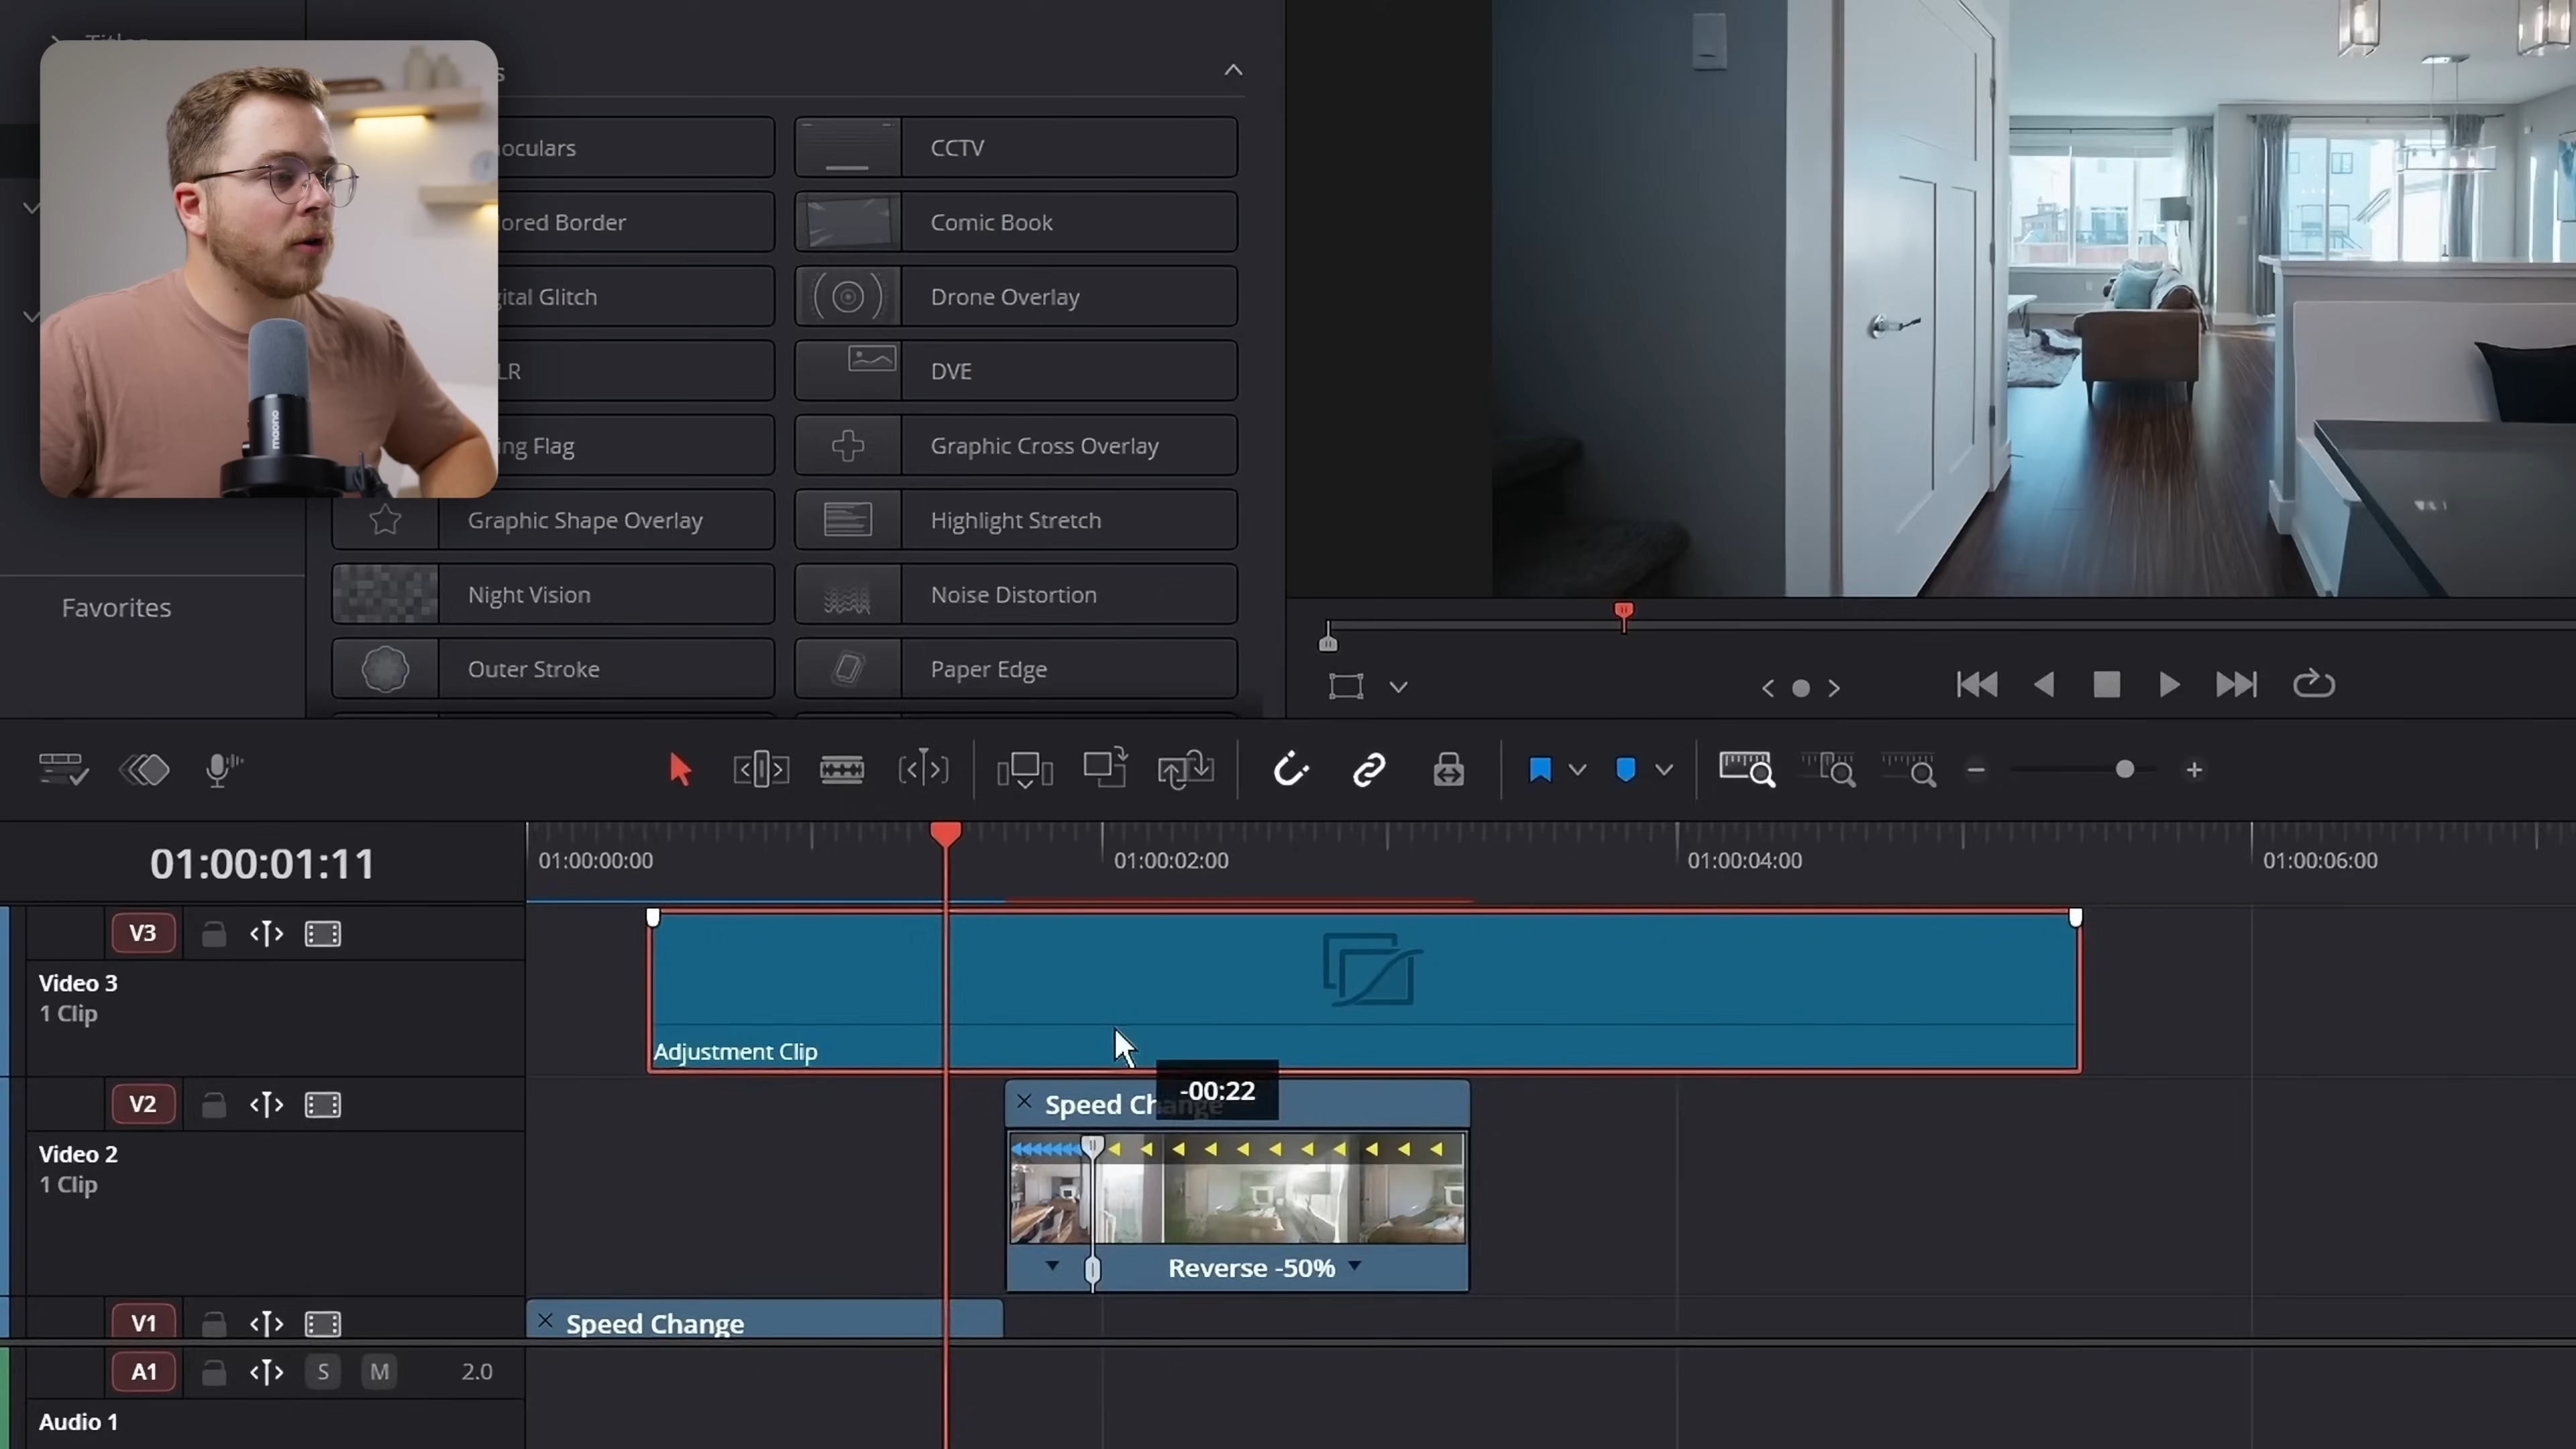 Titles
s
oculars
CCTV
ored Border
Comic Book
ital Glitch
Drone Overlay
LR
DVE
ing Flag
Graphic Cross Overlay
Graphic Shape Overlay
Highlight Stretch
Night Vision
Noise Distortion
Outer Stroke
Paper Edge
Favorites
maono
01:00:01:11
01:00:00:00
01:00:02:00
01:00:04:00
01:00:06:00
V3
Video 3
1 Clip
Adjustment Clip
-00:22
V2
Video 2
1 Clip
Speed Change
Reverse -50%
V1
Speed Change
A1
S
M
2.0
Audio 1